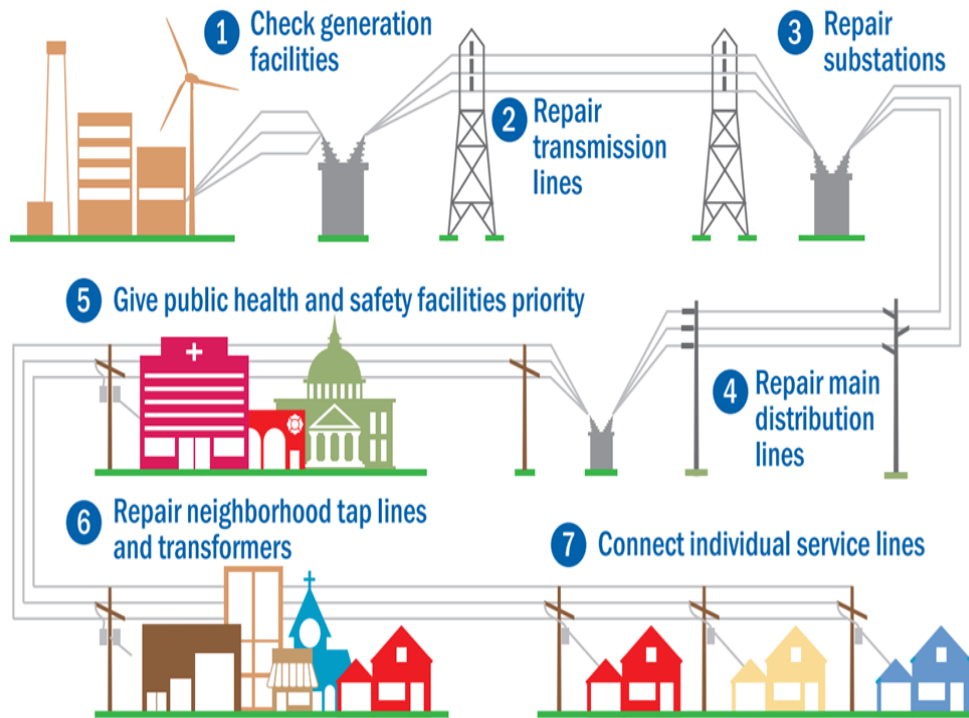 1 Check generation
facilities
2 Repair
transmission
lines
3 Repair
substations
4 Repair main
distribution
lines
5 Give public health and safety facilities priority
6 Repair neighborhood tap lines
and transformers
7 Connect individual service lines